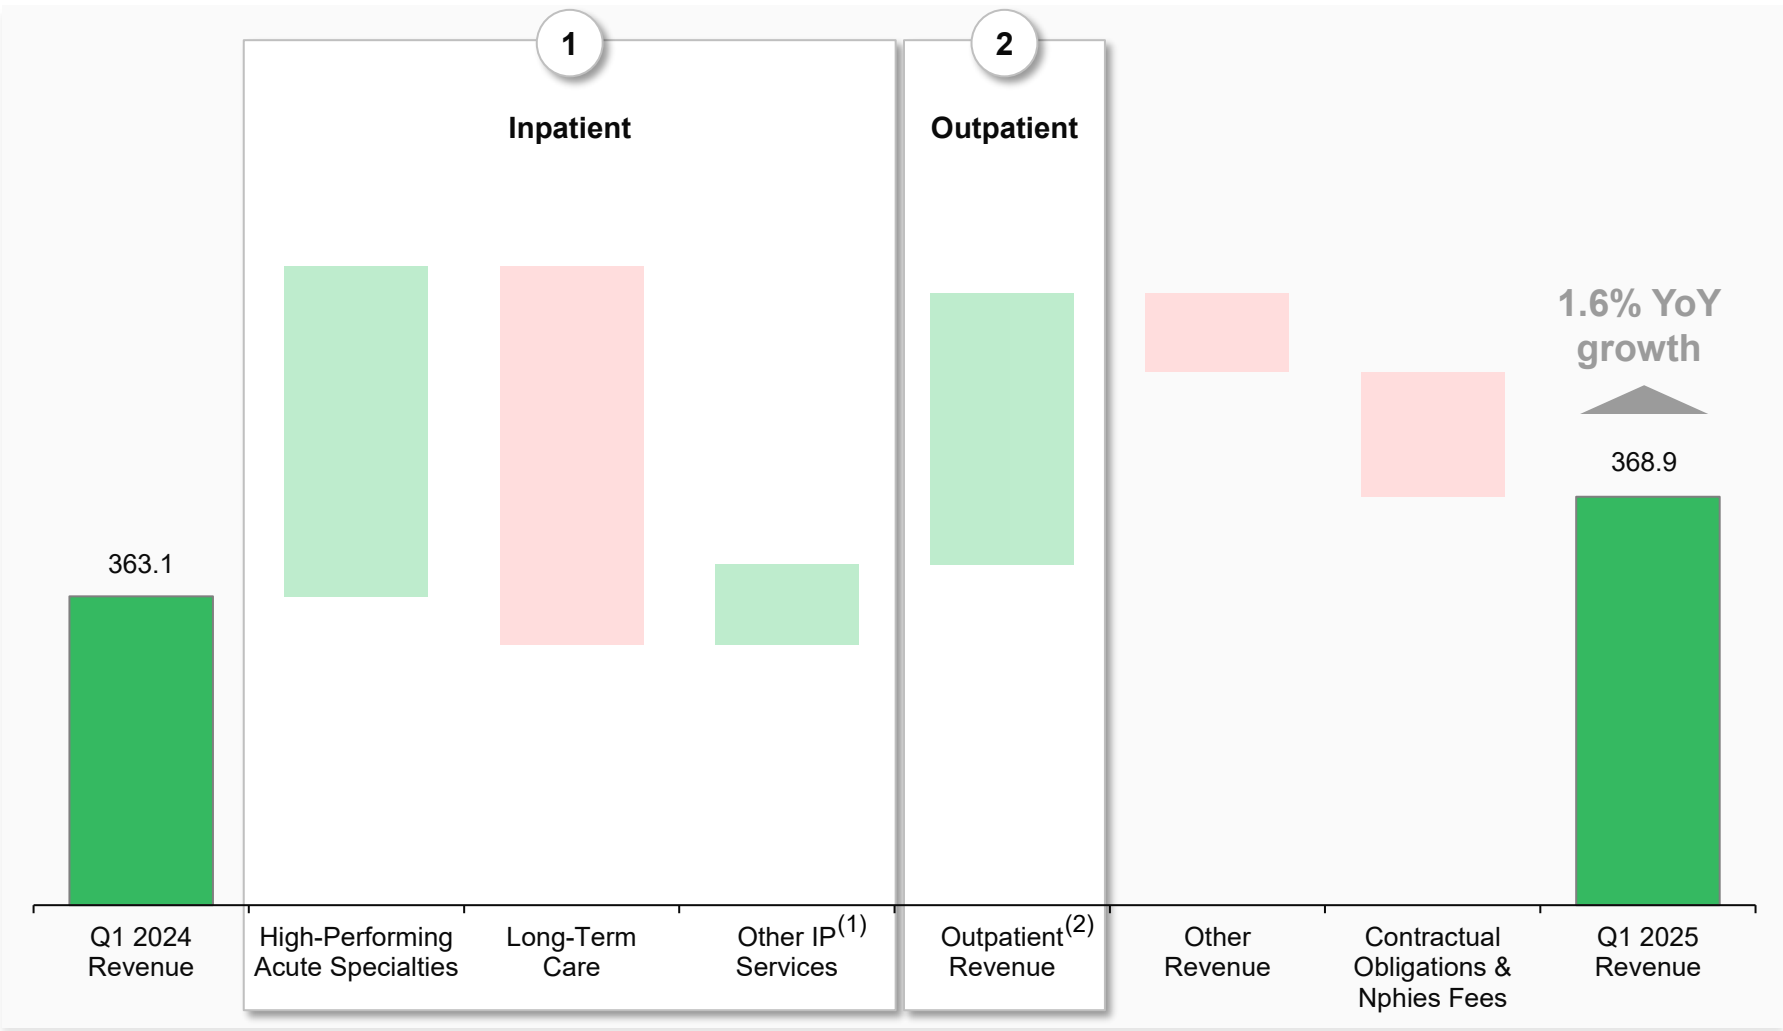 1
2
Inpatient
Outpatient
1.6% YoY
growth
368.9
363.1
Q1 2024
Revenue
High-Performing
Acute Specialties
Long-Term
Care
Other IP(1)
Services
Outpatient(2)
Revenue
Other
Revenue
Contractual
Obligations &
Nphies Fees
Q1 2025
Revenue